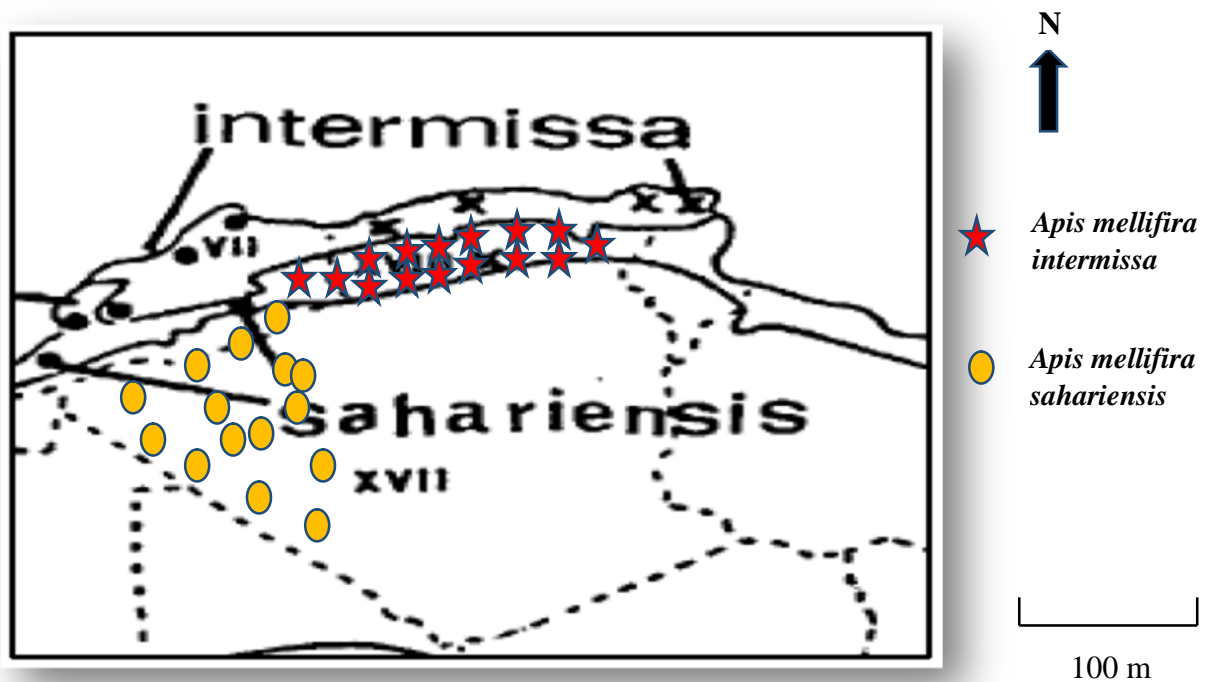 N
intermissa
VII
Apis mellifira
intermissa
Apis mellifira
sahariensis
sahariensis
XVII
100 m